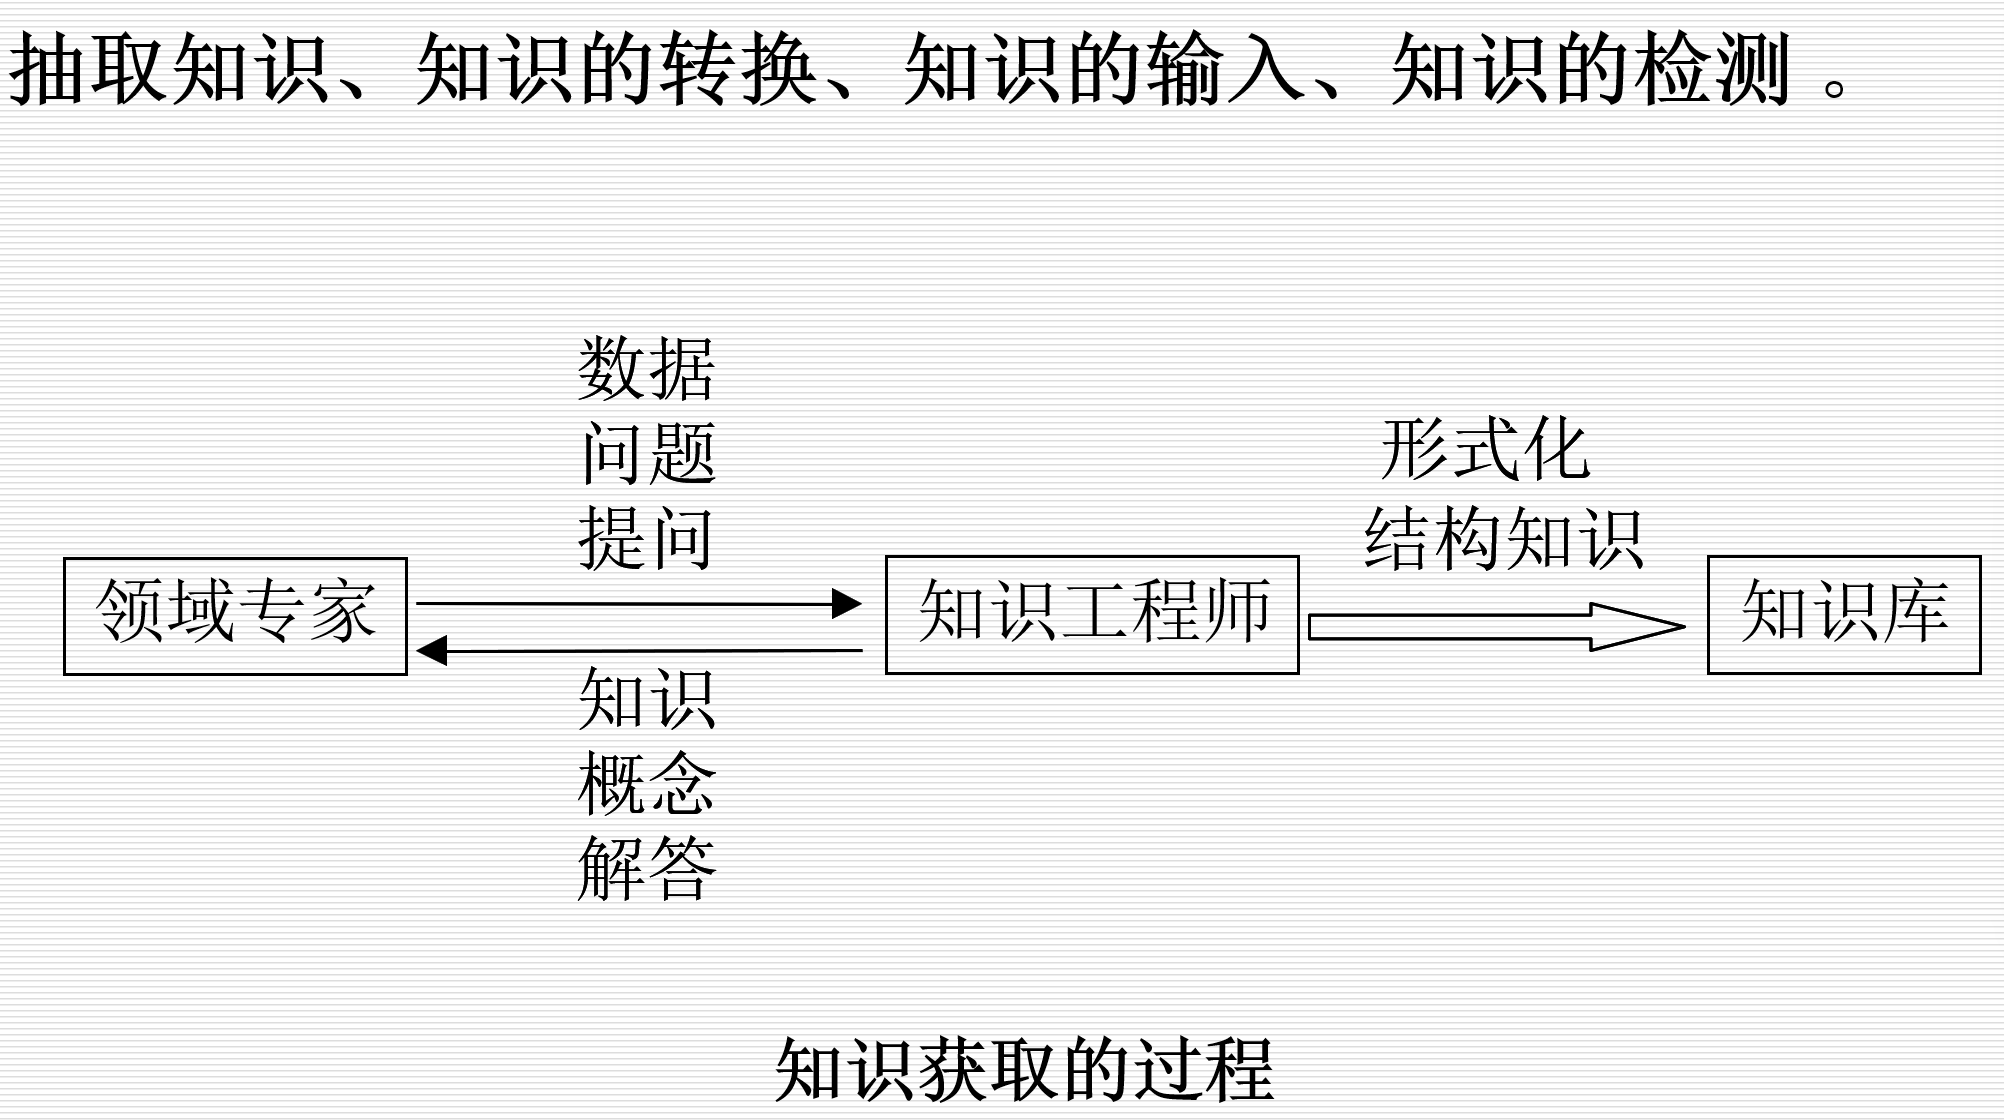 抽取知识、知识的转换、知识的输入、知识的检测 。
数据
问题
提问
形式化
结构知识
领域专家
知识工程师
知识库
知识
概念
解答
知识获取的过程